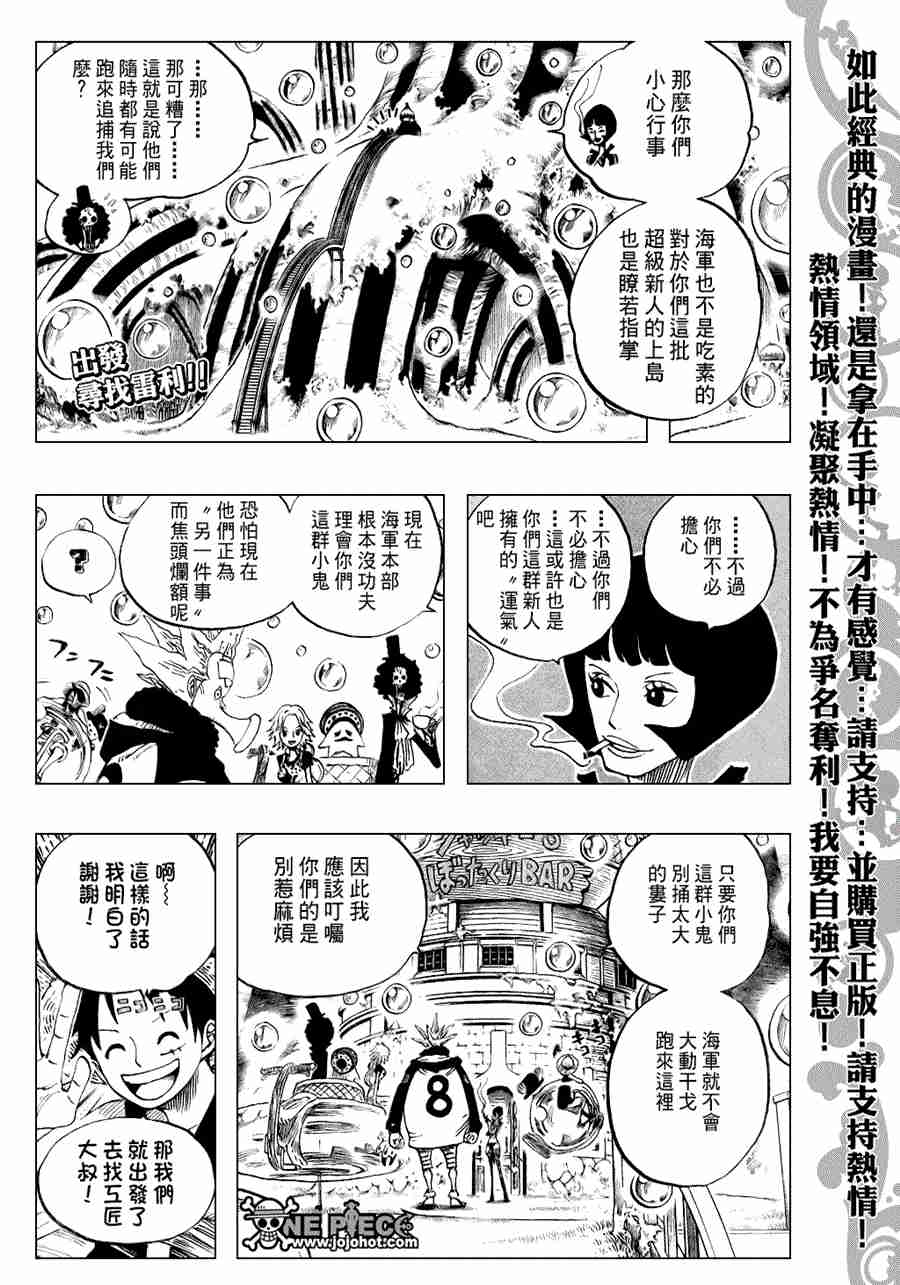 如此經典的漫畫！還是拿在手中…才有感覺…請支持…並購買正版！請支持熱情！
熱情領域！凝聚熱情！不為爭名奪利！我要自強不息！
那麼你們
小心行事
海軍也不是吃素的
對於你們這批
超級新人的上島
也是瞭若指掌
…那……
那可糟了……
這就是說他們
隨時都有可能
跑來追捕我們
麼？
出發
尋找雷利!!
……不過
你們不必
擔心
…不過你們
不必擔心
…這或許也是
你們這群新人
擁有的〝運氣〞
吧
現在
海軍本部
根本沒功夫
理會你們
這群小鬼
恐怕現在
他們正為
〝另一件事〞
而焦頭爛額呢
?
只要你們
這群小鬼
別捅太大
的婁子
海軍就不會
大動干戈
跑來這裡
因此我
應該叮囑
你們的是
別惹麻煩
ぼったくりBAR
8
啊～
這樣的話
我明白了
謝謝！
那我們
就出發了
去找工匠
大叔！
ONE PIECE
www.jojohot.com